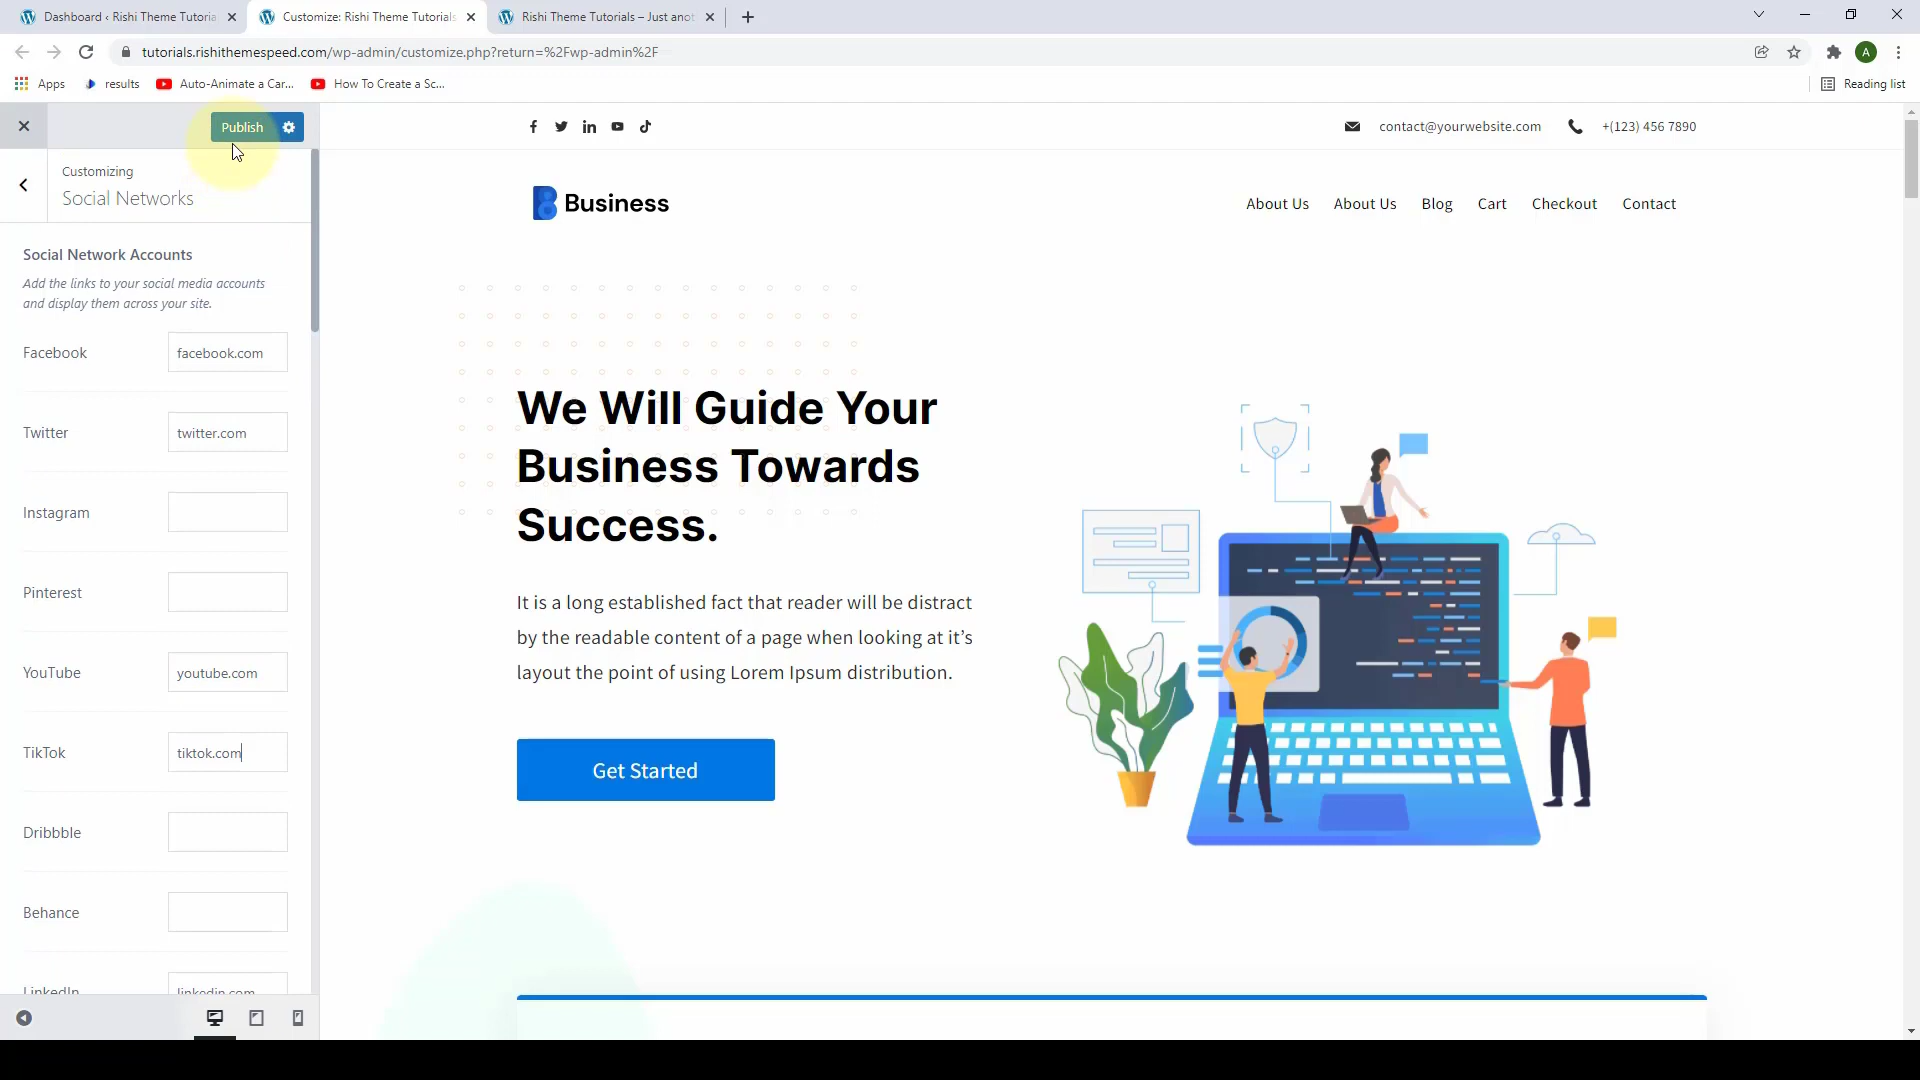 Dashboard ‹ Rishi Theme Tutoria
Customize: Rishi Theme Tutorials
Rishi Theme Tutorials – Just anot
tutorials.rishithemespeed.com/wp-admin/customize.php?return=%2Fwp-admin%2F
A
Apps
results
Auto-Animate a Car...
How To Create a Sc...
Reading list
Publish
contact@yourwebsite.com
+(123) 456 7890
Customizing
Social Networks
Business
About Us
About Us
Blog
Cart
Checkout
Contact
Social Network Accounts
Add the links to your social media accounts
and display them across your site.
Facebook
facebook.com
Twitter
twitter.com
Instagram
Pinterest
YouTube
youtube.com
TikTok
tiktok.com
Dribbble
Behance
LinkedIn
linkedin.com
We Will Guide Your
Business Towards
Success.
It is a long established fact that reader will be distract
by the readable content of a page when looking at it's
layout the point of using Lorem Ipsum distribution.
Get Started